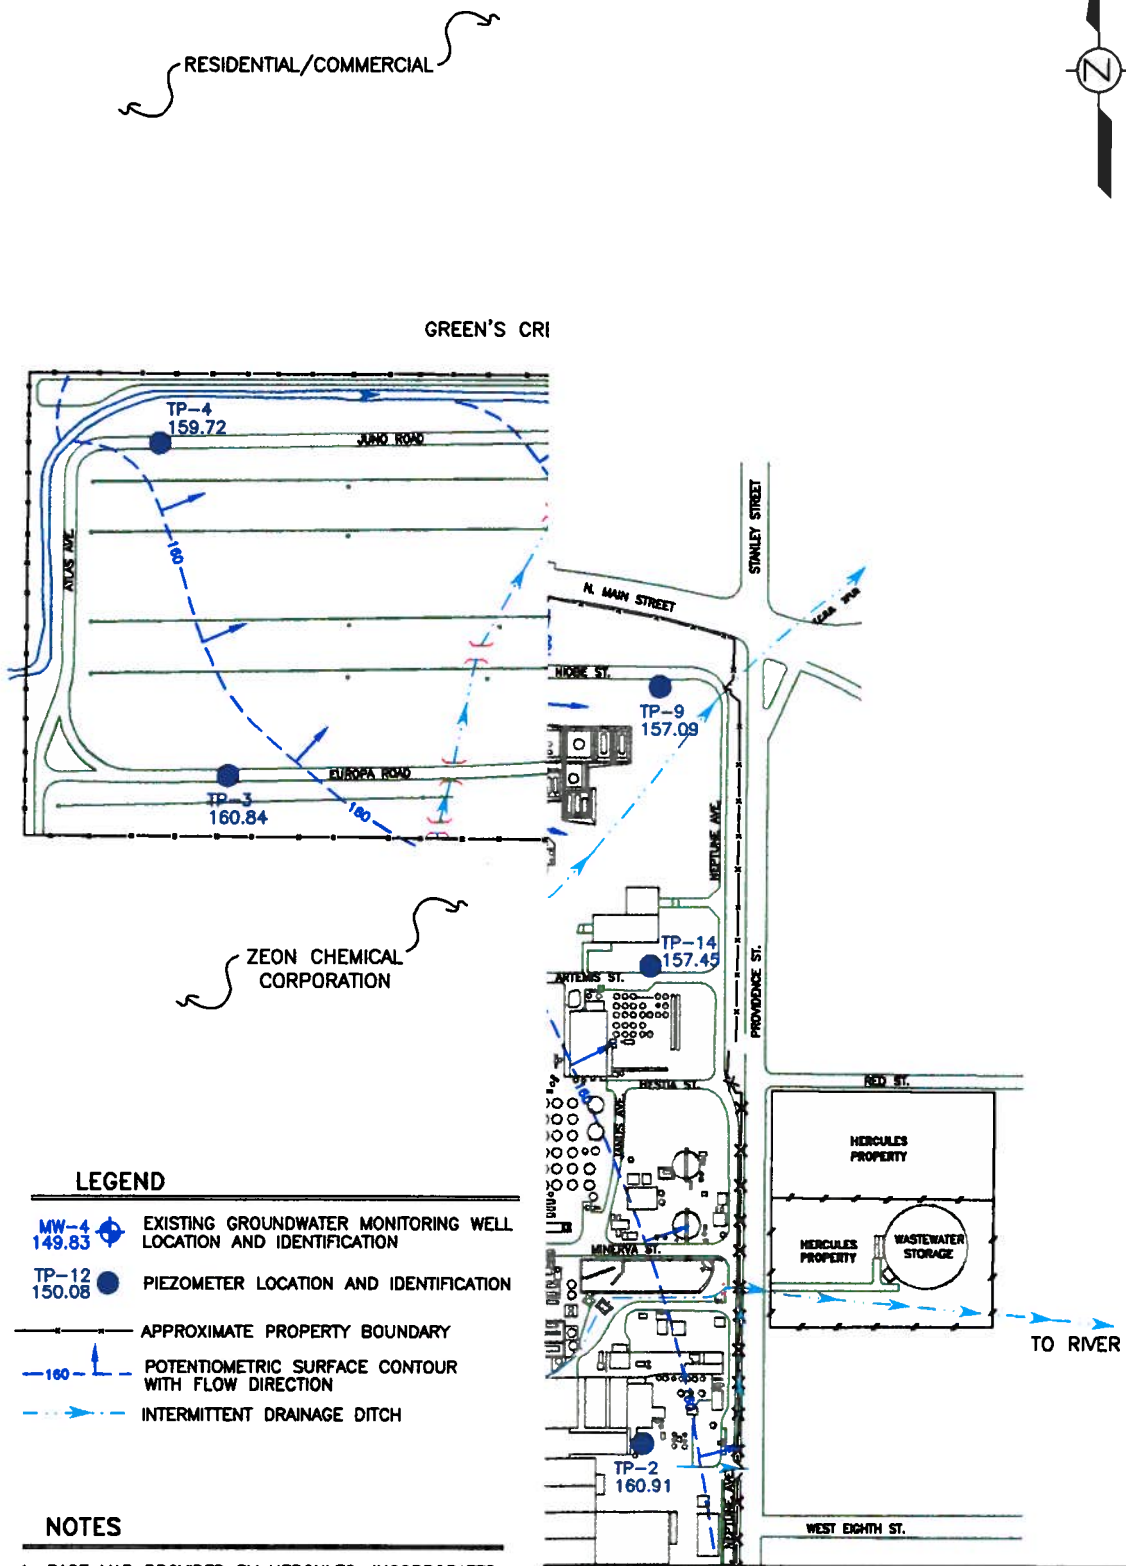 RESIDENTIAL/COMMERCIAL
N
GREEN'S CRE
TP-4
159.72
JUNO ROAD
160
ATLAS AVE.
STANLEY STREET
N. MAIN STREET
NIOBE ST.
TP-9
157.09
EUROPA ROAD
TP-3
160.84
160
NEPTUNE AVE.
ZEON CHEMICAL
CORPORATION
TP-14
157.45
ARTEMIS ST.
PROVIDENCE ST.
HESTIA ST.
160
JANUS AVE.
RED ST.
HERCULES
PROPERTY
LEGEND
MW-4
149.83
EXISTING GROUNDWATER MONITORING WELL
LOCATION AND IDENTIFICATION
TP-12
150.08
PIEZOMETER LOCATION AND IDENTIFICATION
APPROXIMATE PROPERTY BOUNDARY
160
POTENTIOMETRIC SURFACE CONTOUR
WITH FLOW DIRECTION
INTERMITTENT DRAINAGE DITCH
MINERVA ST.
HERCULES
PROPERTY
WASTEWATER
STORAGE
TO RIVER
160
TP-2
160.91
NEPTUNE AVE.
WEST EIGHTH ST.
NOTES